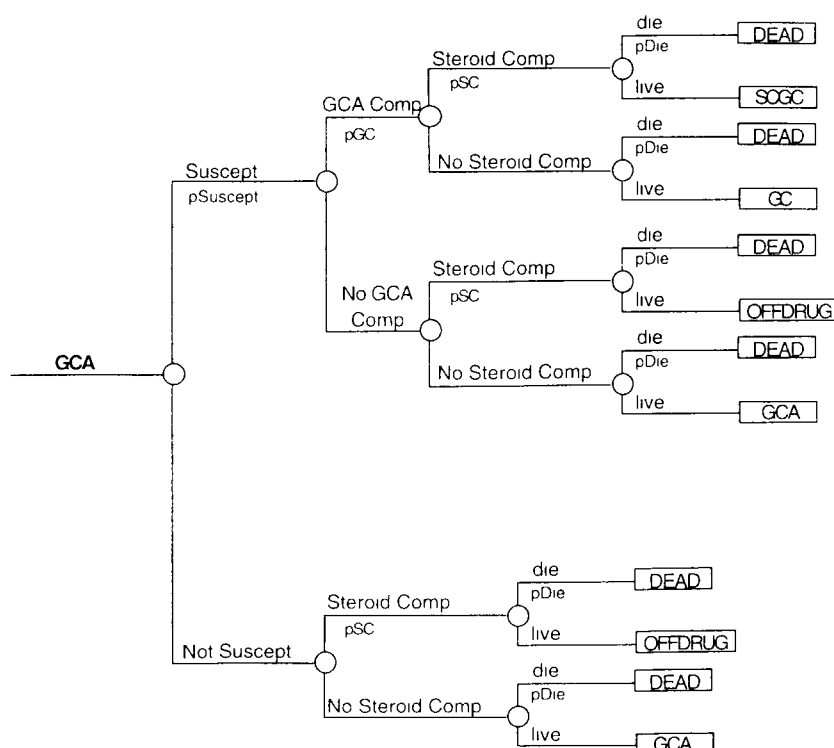 die
pDie
DEAD
Steroid Comp
pSC
live
SOGC
GCA Comp
pGC
die
pDie
DEAD
No Steroid Comp
live
GC
Suscept
pSuscept
die
pDie
DEAD
Steroid Comp
pSC
No GCA
Comp
live
OFFDRUG
die
pDie
DEAD
No Steroid Comp
live
GCA
GCA
die
pDie
DEAD
Steroid Comp
pSC
live
OFFDRUG
Not Suscept
die
pDie
DEAD
No Steroid Comp
live
GCA